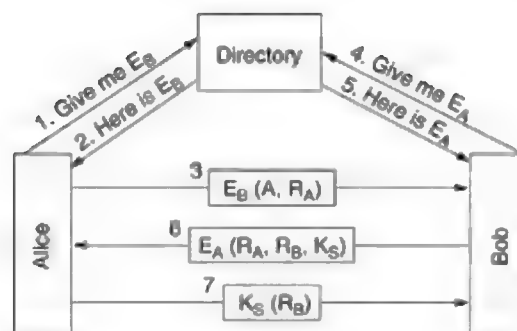 Directory
1. Give me E_B
2. Here is E_B
4. Give me E_A
5. Here is E_A
Alice
Bob
3
E_B (A, R_A)
6
E_A (R_A, R_B, K_S)
7
K_S (R_B)